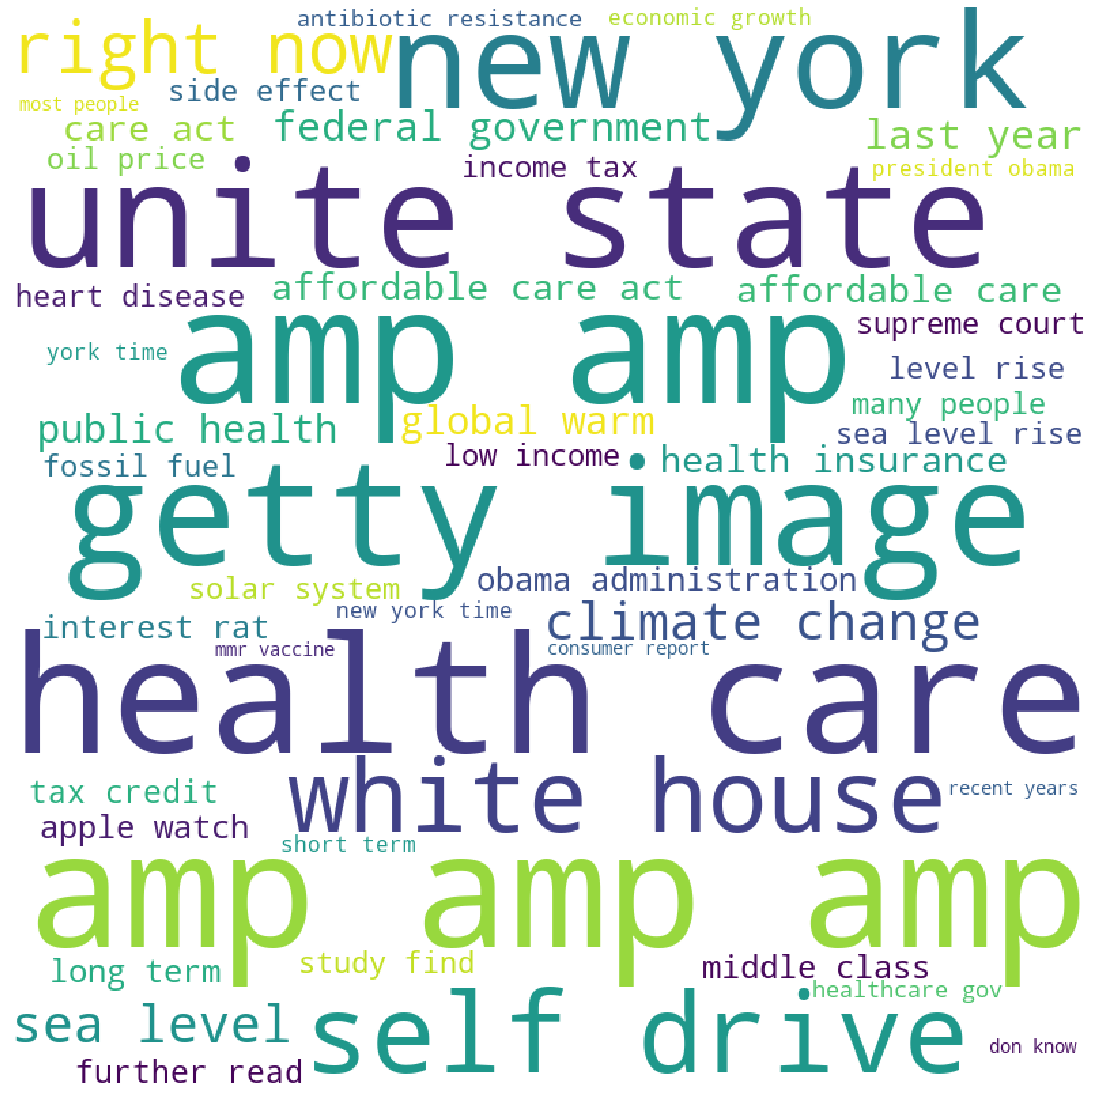 antibiotic resistance
economic growth
right now
new york
side effect
most people
care act
federal government
last year
oil price
income tax
president obama
unite state
heart disease
affordable care act
affordable care
amp amp
supreme court
york time
level rise
many people
public health
global warm
sea level rise
fossil fuel
low income
health insurance
getty image
solar system
obama administration
new york time
climate change
interest rat
mmr vaccine
consumer report
health care
white house
tax credit
recent years
apple watch
short term
amp amp amp
long term
study find
middle class
healthcare gov
sea level
self drive
don know
further read